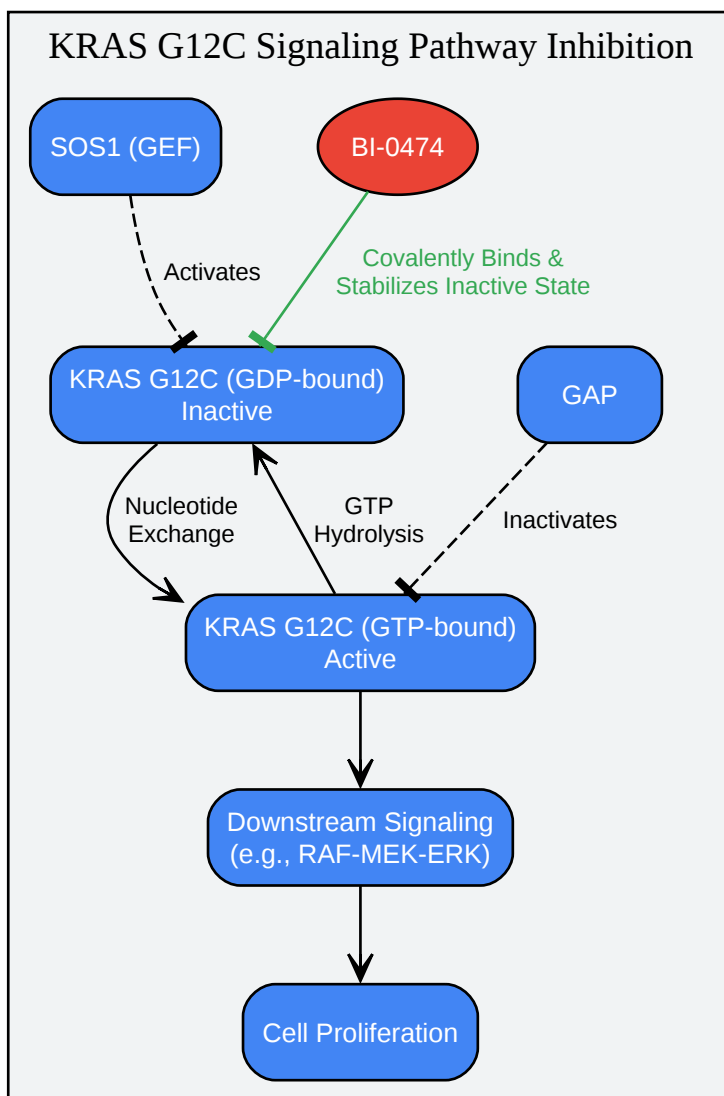 KRAS G12C Signaling Pathway Inhibition
SOS1 (GEF)
BI-0474
Activates
Covalently Binds &
Stabilizes Inactive State
KRAS G12C (GDP-bound)
Inactive
GAP
Nucleotide
Exchange
GTP
Hydrolysis
Inactivates
KRAS G12C (GTP-bound)
Active
Downstream Signaling
(e.g., RAF-MEK-ERK)
Cell Proliferation